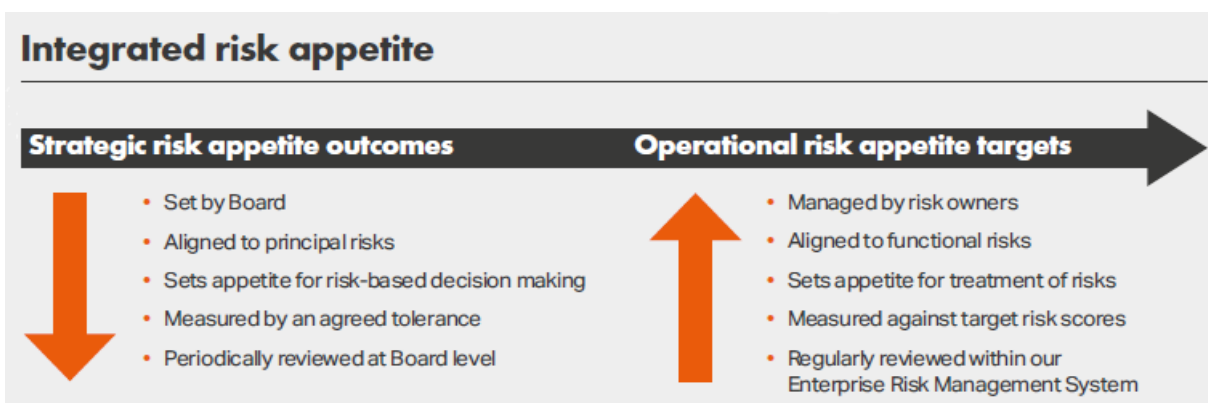 Integrated risk appetite
Strategic risk appetite outcomes
• Set by Board
• Aligned to principal risks
• Sets appetite for risk-based decision making
• Measured by an agreed tolerance
• Periodically reviewed at Board level
Operational risk appetite targets
• Managed by risk owners
• Aligned to functional risks
• Sets appetite for treatment of risks
• Measured against target risk scores
• Regularly reviewed within our
Enterprise Risk Management System